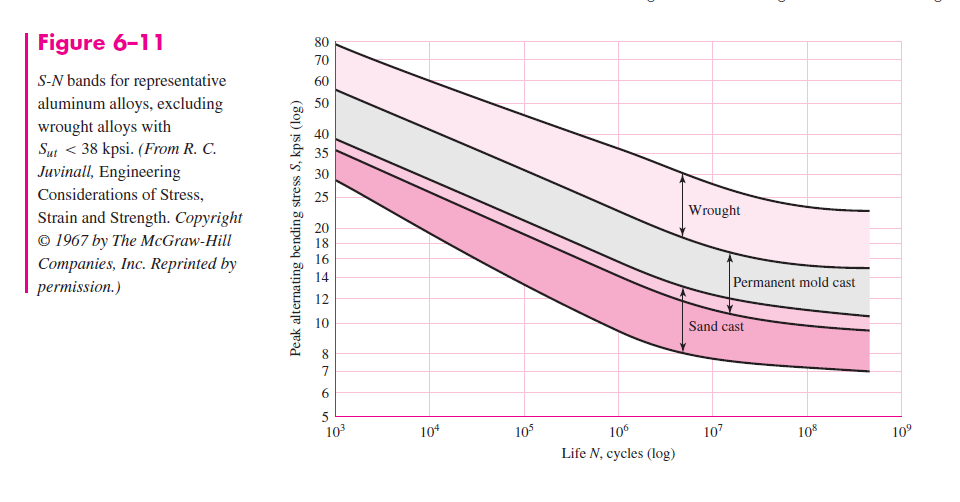 Figure 6–11
S-N bands for representative
aluminum alloys, excluding
wrought alloys with
Sut < 38 kpsi. (From R. C.
Juvinall, Engineering
Considerations of Stress,
Strain and Strength. Copyright
© 1967 by The McGraw-Hill
Companies, Inc. Reprinted by
permission.)
Peak alternating bending stress S, kpsi (log)
80
70
60
50
40
35
30
25
20
18
16
14
12
10
8
7
6
5
Wrought
Permanent mold cast
Sand cast
10³ 10⁴ 10⁵ 10⁶ 10⁷ 10⁸ 10⁹
Life N, cycles (log)